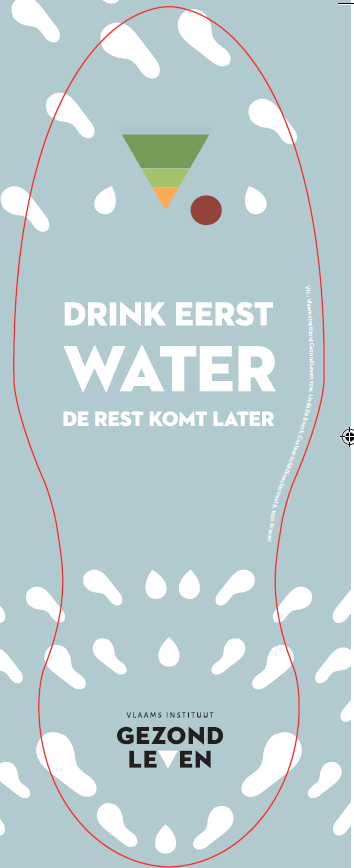 DRINK EERST
WATER
DE REST KOMT LATER
VLAAMS INSTITUUT
GEZOND
LEVEN